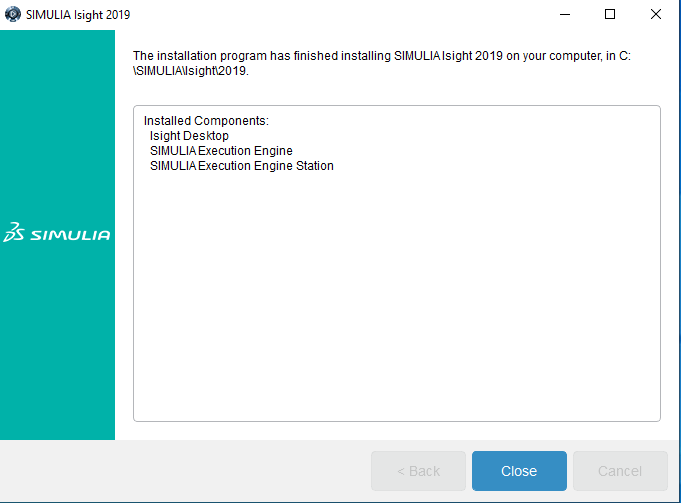 SIMULIA Isight 2019
The installation program has finished installing SIMULIA Isight 2019 on your computer, in C:
\SIMULIA\Isight\2019.
Installed Components:
Isight Desktop
SIMULIA Execution Engine
SIMULIA Execution Engine Station
SIMULIA
< Back
Close
Cancel